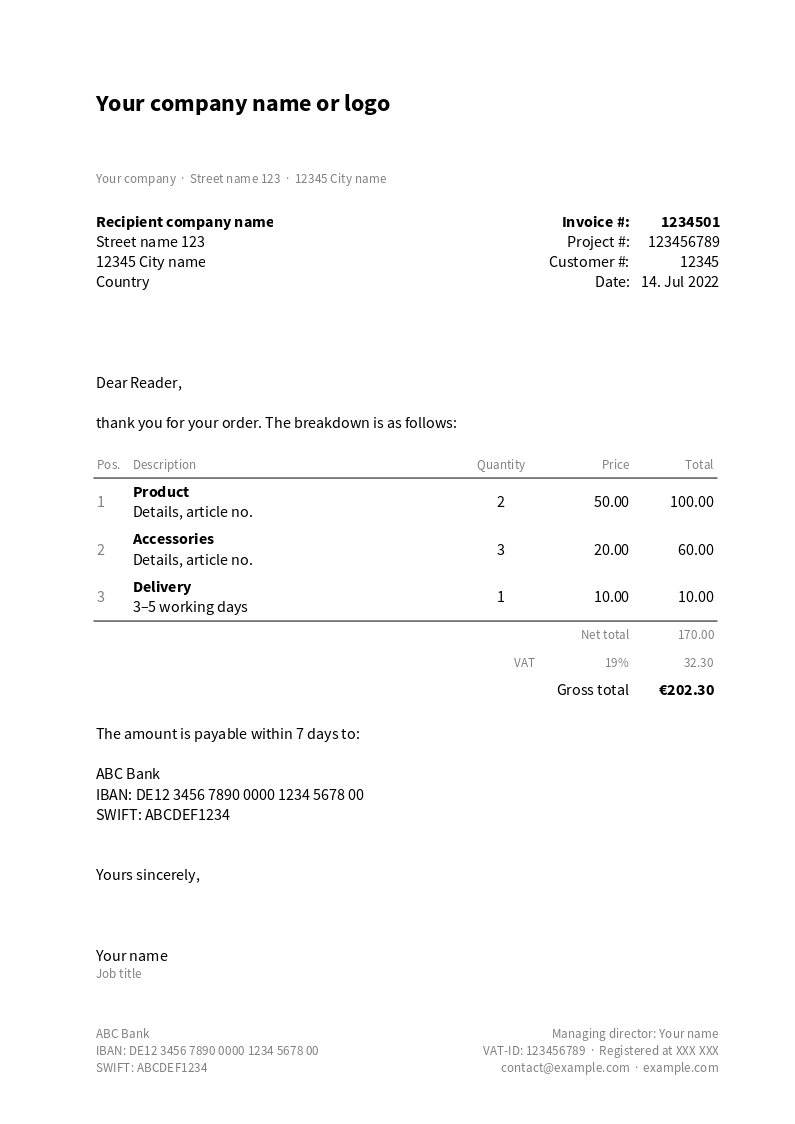 Your company name or logo
Your company · Street name 123 · 12345 City name
Recipient company name
Street name 123
12345 City name
Country
Invoice #: 1234501
Project #: 123456789
Customer #: 12345
Date: 14. Jul 2022
Dear Reader,
thank you for your order. The breakdown is as follows:
Pos. Description Quantity Price Total
1 Product 2 50.00 100.00
Details, article no.
2 Accessories 3 20.00 60.00
Details, article no.
3 Delivery 1 10.00 10.00
3–5 working days
Net total 170.00
VAT 19% 32.30
Gross total €202.30
The amount is payable within 7 days to:
ABC Bank
IBAN: DE12 3456 7890 0000 1234 5678 00
SWIFT: ABCDEF1234
Yours sincerely,
Your name
Job title
ABC Bank
IBAN: DE12 3456 7890 0000 1234 5678 00
SWIFT: ABCDEF1234
Managing director: Your name
VAT-ID: 123456789 · Registered at XXX XXX
contact@example.com · example.com